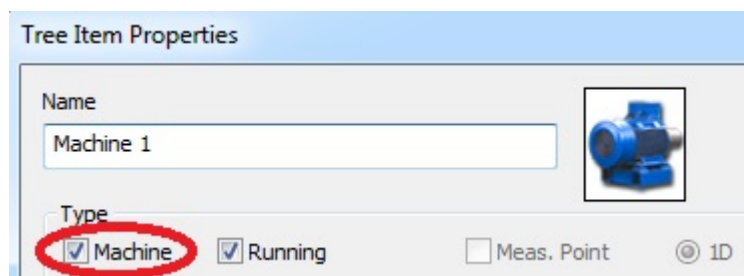 Tree Item Properties
Name
Machine 1
Type
Machine Running Meas. Point 1D